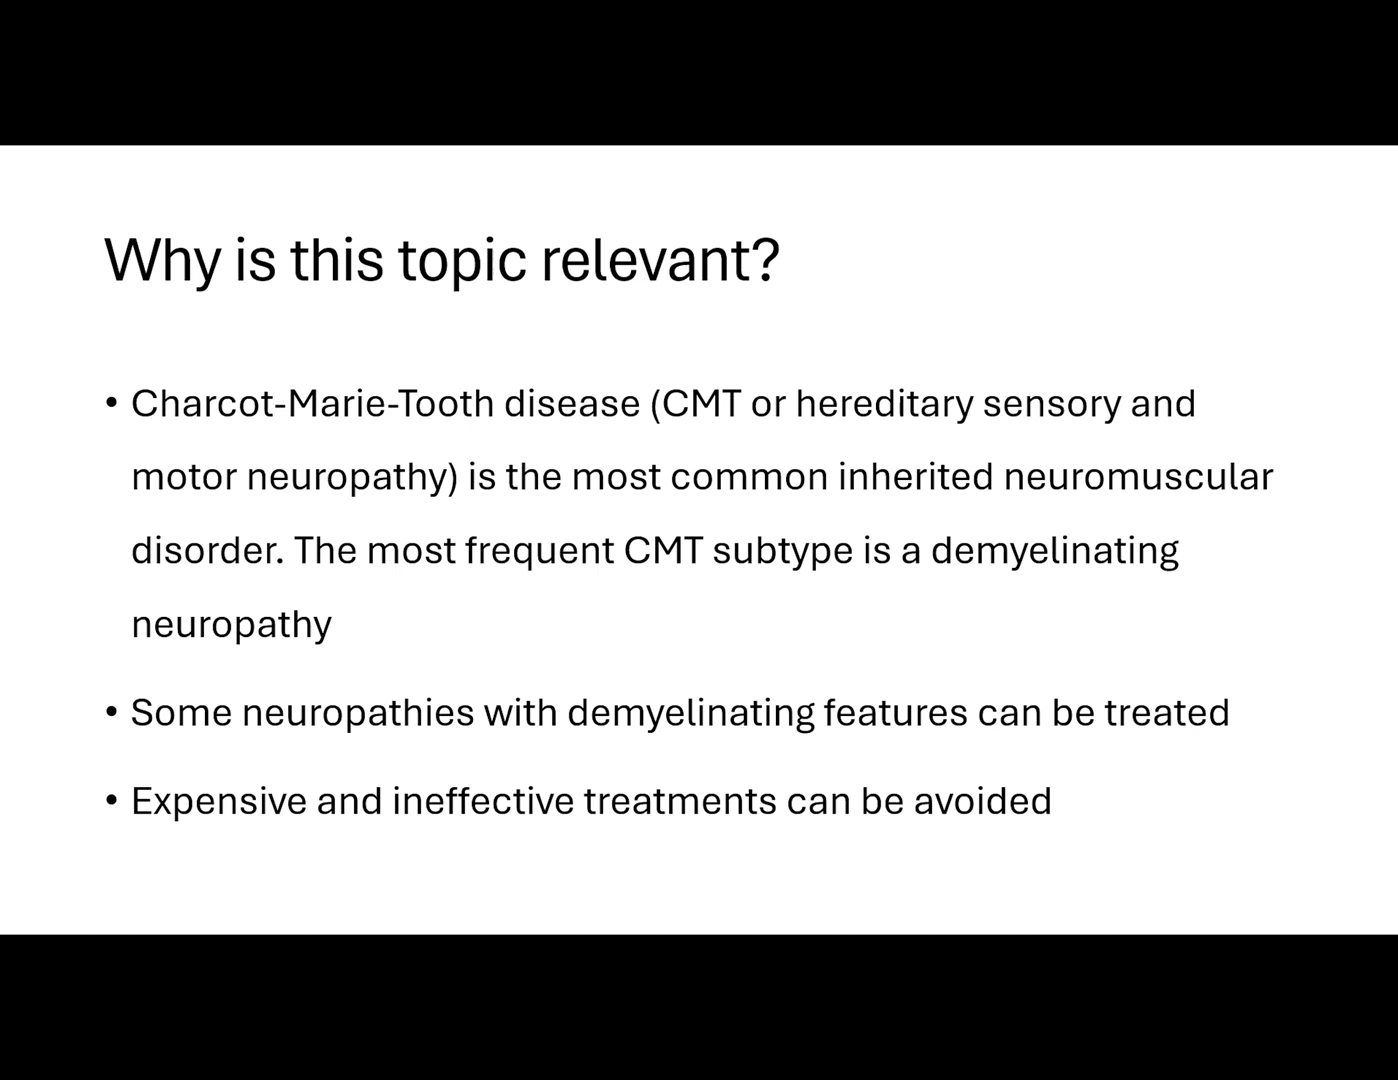 Why is this topic relevant?
• Charcot-Marie-Tooth disease (CMT or hereditary sensory and
motor neuropathy) is the most common inherited neuromuscular
disorder. The most frequent CMT subtype is a demyelinating
neuropathy
• Some neuropathies with demyelinating features can be treated
• Expensive and ineffective treatments can be avoided